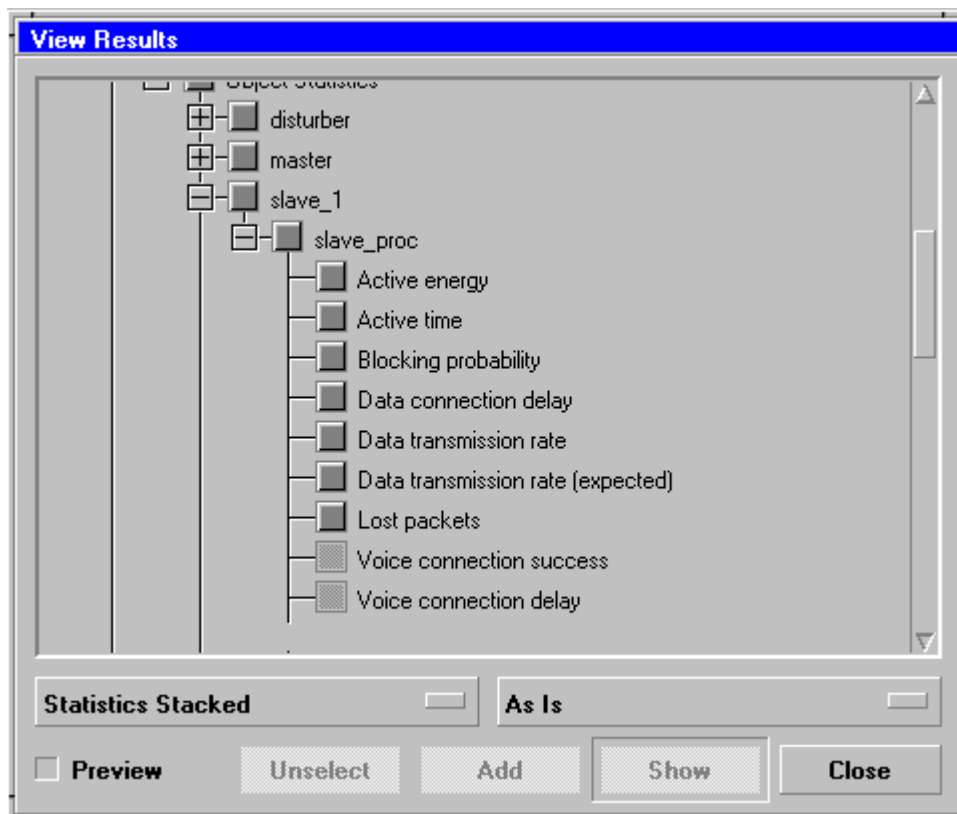 View Results
Object Statistics
disturber
master
slave_1
slave_proc
Active energy
Active time
Blocking probability
Data connection delay
Data transmission rate
Data transmission rate (expected)
Lost packets
Voice connection success
Voice connection delay
Statistics Stacked
As Is
Preview
Unselect
Add
Show
Close